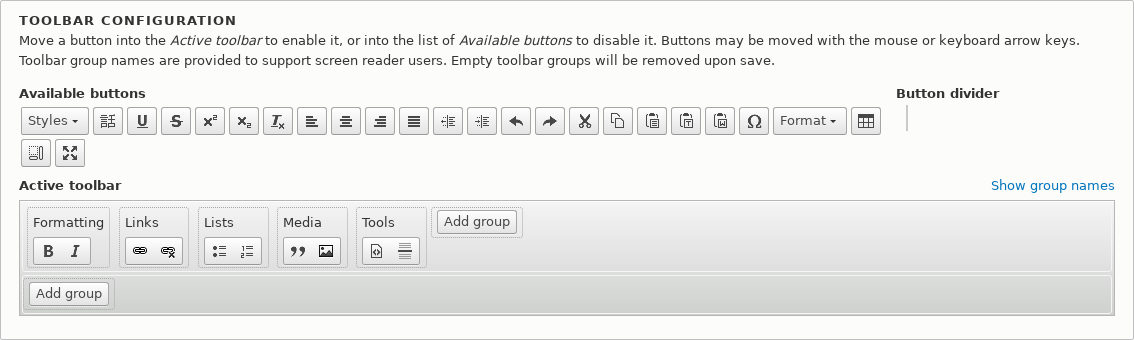 TOOLBAR CONFIGURATION
Move a button into the Active toolbar to enable it, or into the list of Available buttons to disable it. Buttons may be moved with the mouse or keyboard arrow keys.
Toolbar group names are provided to support screen reader users. Empty toolbar groups will be removed upon save.
Available buttons Button divider
Styles U S x² x₂ Tx Ω Format
Active toolbar Show group names
Formatting Links Lists Media Tools Add group
B I
Add group